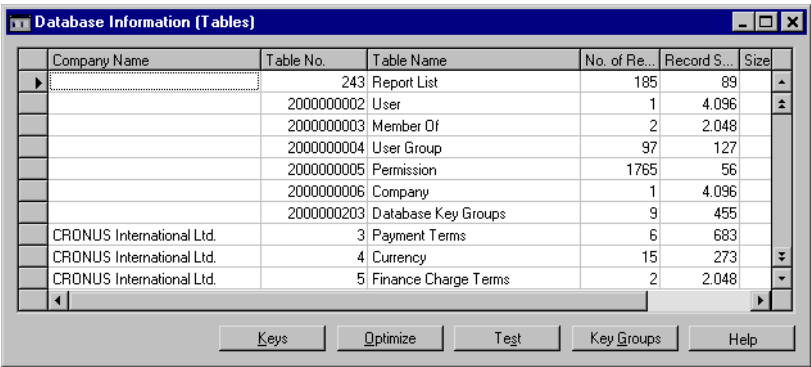 Database Information (Tables)
Company Name Table No. Table Name No. of Re... Record S... Size
243 Report List 185 89
2000000002 User 1 4.096
2000000003 Member Of 2 2.048
2000000004 User Group 97 127
2000000005 Permission 1765 56
2000000006 Company 1 4.096
2000000203 Database Key Groups 9 455
CRONUS International Ltd. 3 Payment Terms 6 683
CRONUS International Ltd. 4 Currency 15 273
CRONUS International Ltd. 5 Finance Charge Terms 2 2.048
Keys Optimize Test Key Groups Help